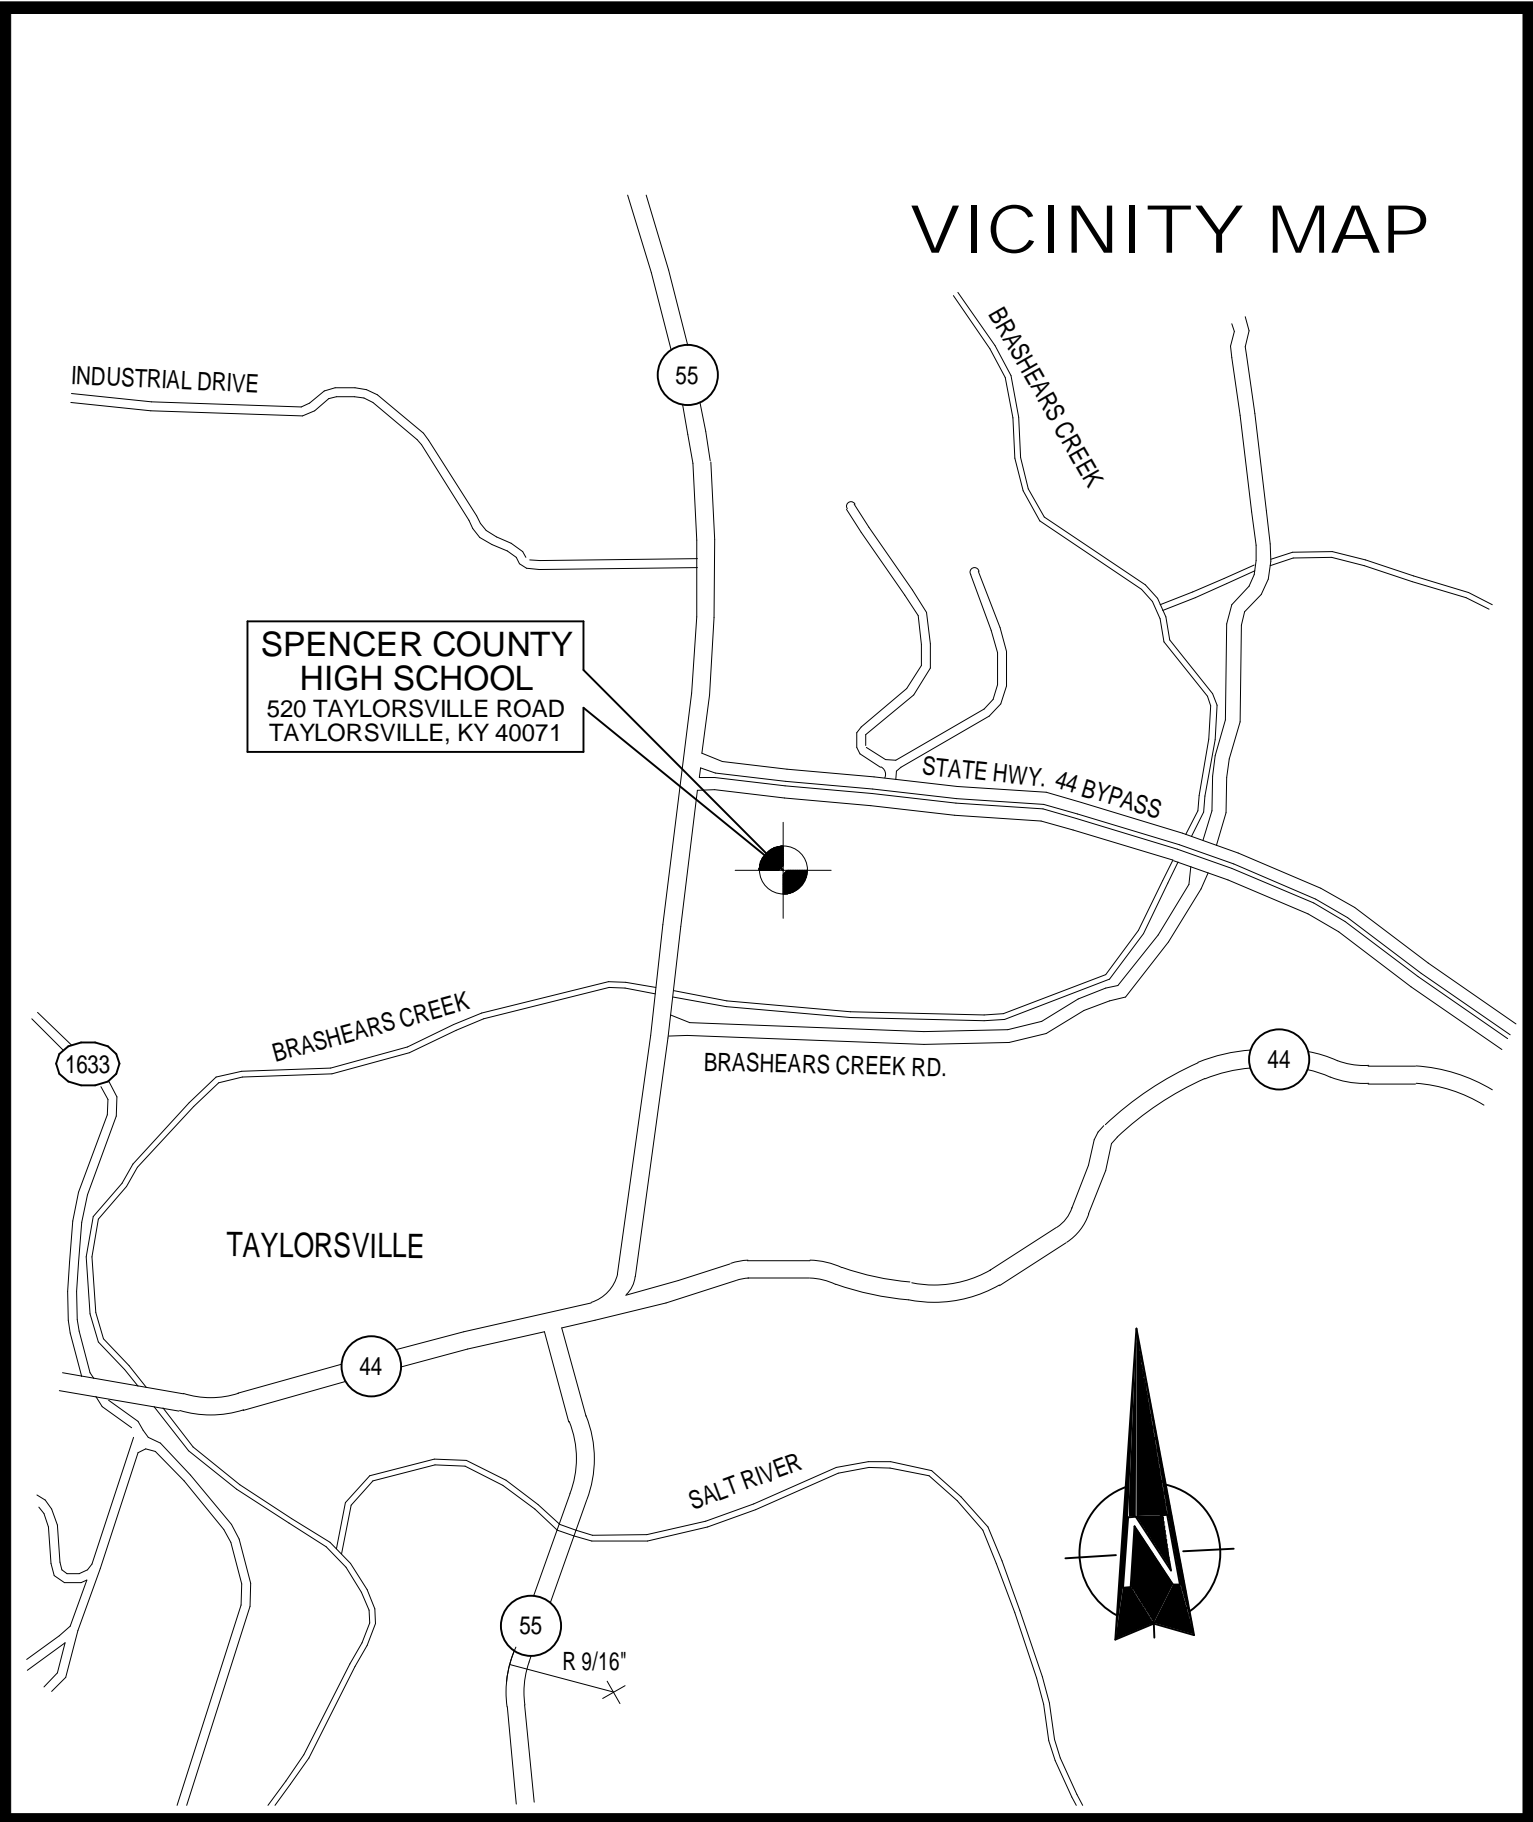 VICINITY MAP
BRASHEARS CREEK
INDUSTRIAL DRIVE
55
SPENCER COUNTY
HIGH SCHOOL
520 TAYLORSVILLE ROAD
TAYLORSVILLE, KY 40071
STATE HWY. 44 BYPASS
BRASHEARS CREEK
1633
BRASHEARS CREEK RD.
44
TAYLORSVILLE
44
SALT RIVER
N
55
R 9/16"